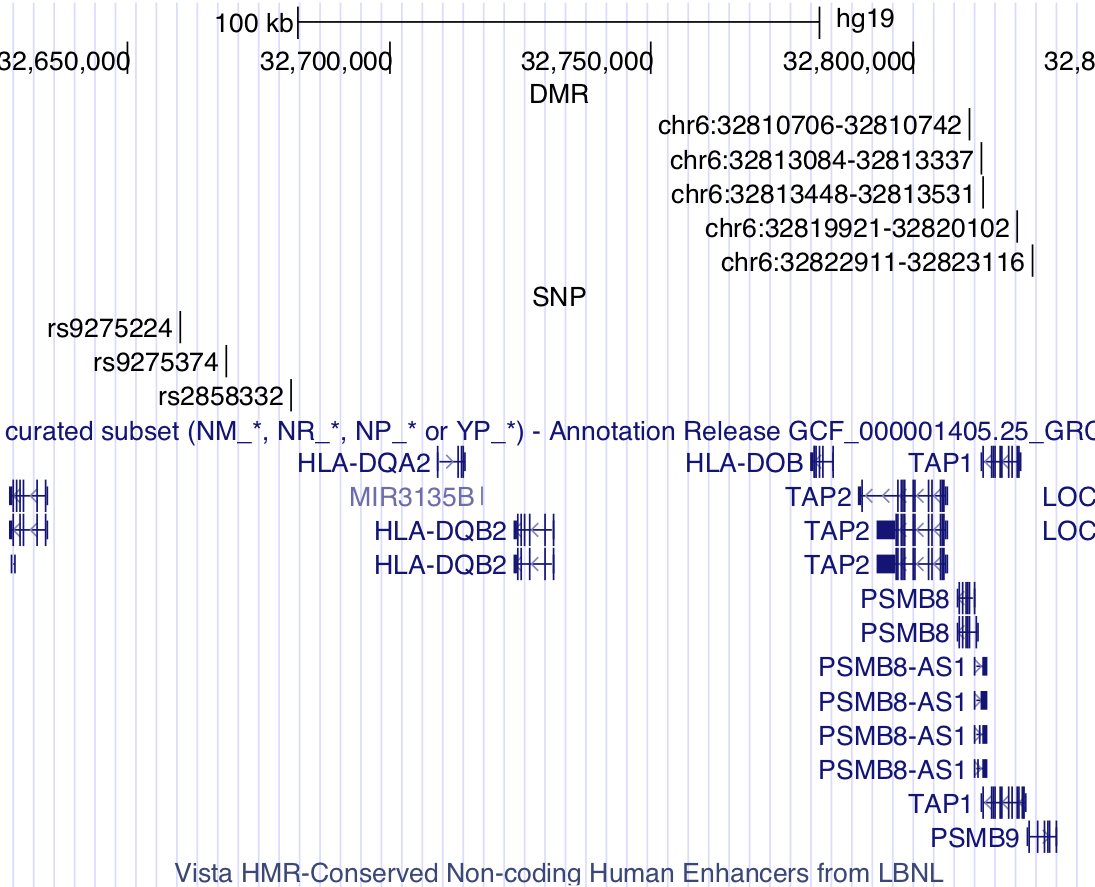 100 kb hg19
32,650,000 32,700,000 32,750,000 32,800,000 32,8
DMR
chr6:32810706-32810742
chr6:32813084-32813337
chr6:32813448-32813531
chr6:32819921-32820102
chr6:32822911-32823116
SNP
rs9275224
rs9275374
rs2858332
curated subset (NM_*, NR_*, NP_* or YP_*) - Annotation Release GCF_000001405.25_GRC
HLA-DQA2 HLA-DOB TAP1
MIR3135B TAP2 LOC
HLA-DQB2 TAP2 LOC
HLA-DQB2 TAP2
PSMB8
PSMB8
PSMB8-AS1
PSMB8-AS1
PSMB8-AS1
PSMB8-AS1
TAP1
PSMB9
Vista HMR-Conserved Non-coding Human Enhancers from LBNL